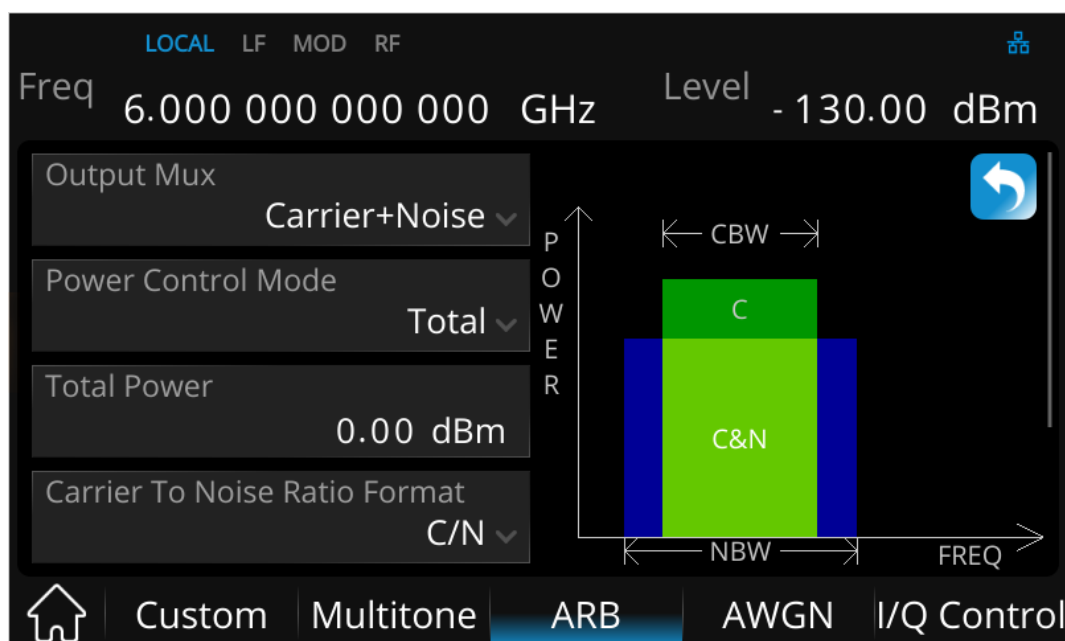 LOCAL LF MOD RF
Freq 6.000 000 000 000 GHz Level - 130.00 dBm
Output Mux
Carrier+Noise
Power Control Mode
Total
Total Power
0.00 dBm
Carrier To Noise Ratio Format
C/N
POWER
CBW
C
C&N
NBW
FREQ
Custom Multitone ARB AWGN I/Q Control